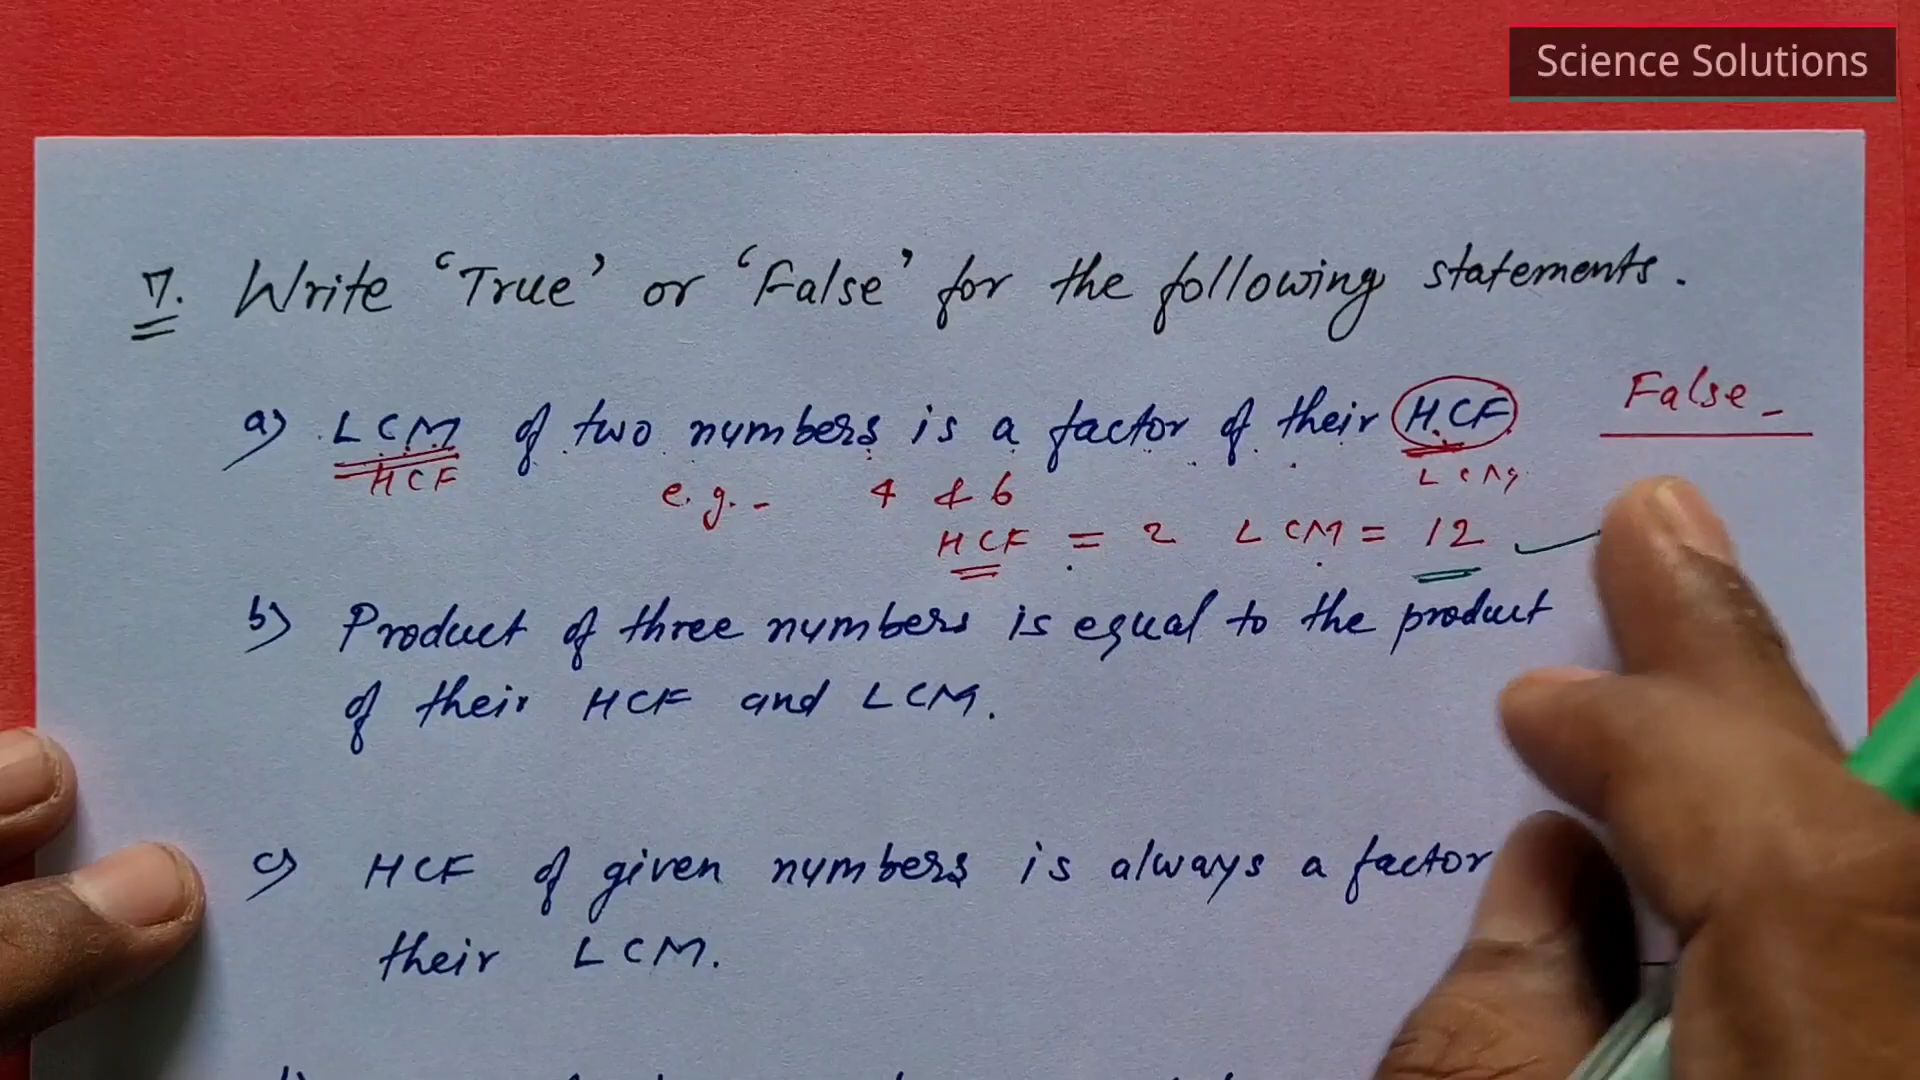 Science Solutions
7. Write 'True' or 'False' for the following statements.
a) LCM of two numbers is a factor of their HCF False
HCF e.g. - 4 & 6 LCM
HCF = 2 LCM = 12
b) Product of three numbers is equal to the product
of their HCF and LCM.
c) HCF of given numbers is always a factor
their LCM.